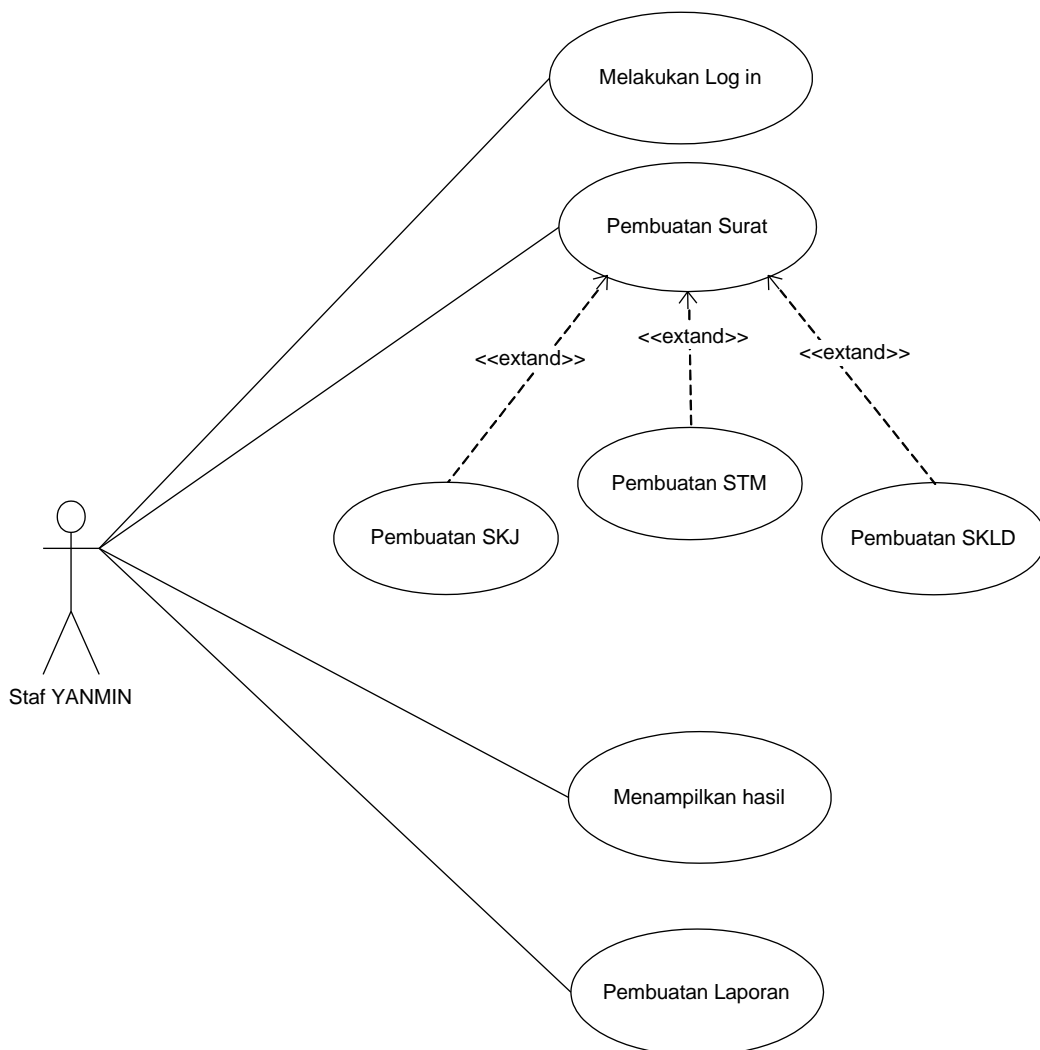 Melakukan Log in
Pembuatan Surat
<<extand>>
<<extand>>
<<extand>>
Pembuatan SKJ
Pembuatan STM
Pembuatan SKLD
Staf YANMIN
Menampilkan hasil
Pembuatan Laporan